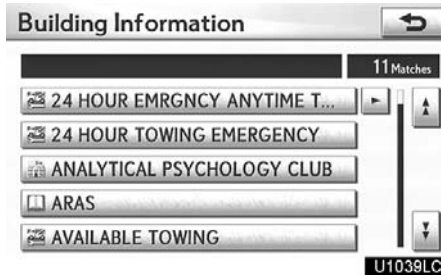 Building Information
11 Matches
24 HOUR EMRGNCY ANYTIME T...
24 HOUR TOWING EMERGENCY
ANALYTICAL PSYCHOLOGY CLUB
ARAS
AVAILABLE TOWING
U1039LC